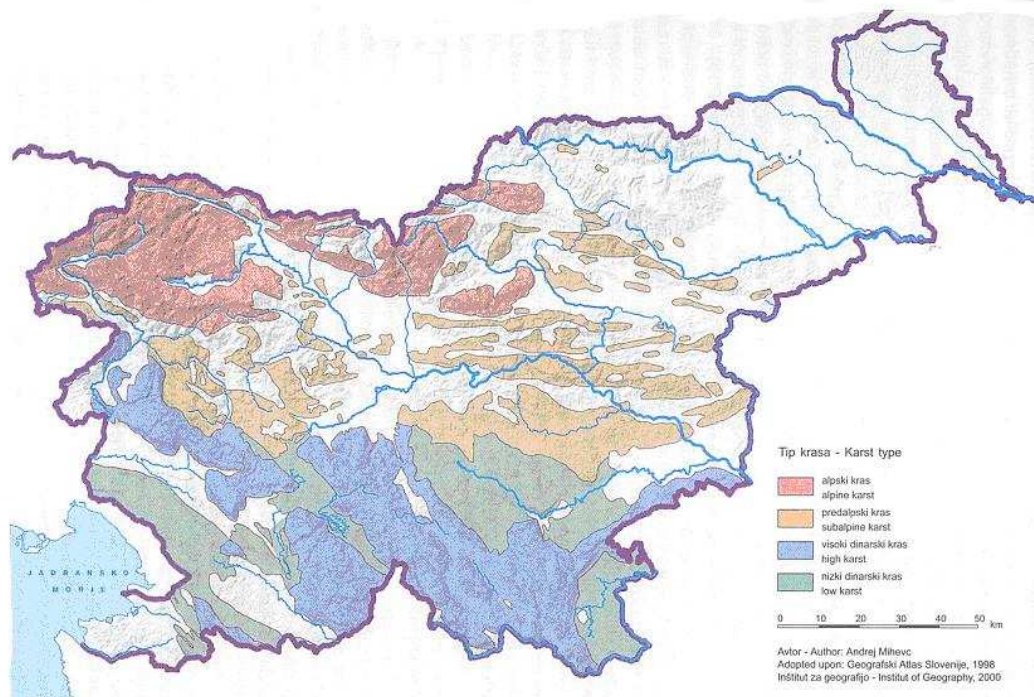 JADRANSKO
MORJE
Tip krasa - Karst type
alpski kras
alpine karst
predalpski kras
subalpine karst
visoki dinarski kras
high karst
nizki dinarski kras
low karst
0 10 20 30 40 50 km
Avtor - Author: Andrej Mihevc
Adopted upon: Geografski Atlas Slovenije, 1998
Inštitut za geografijo - Institut of Geography, 2000